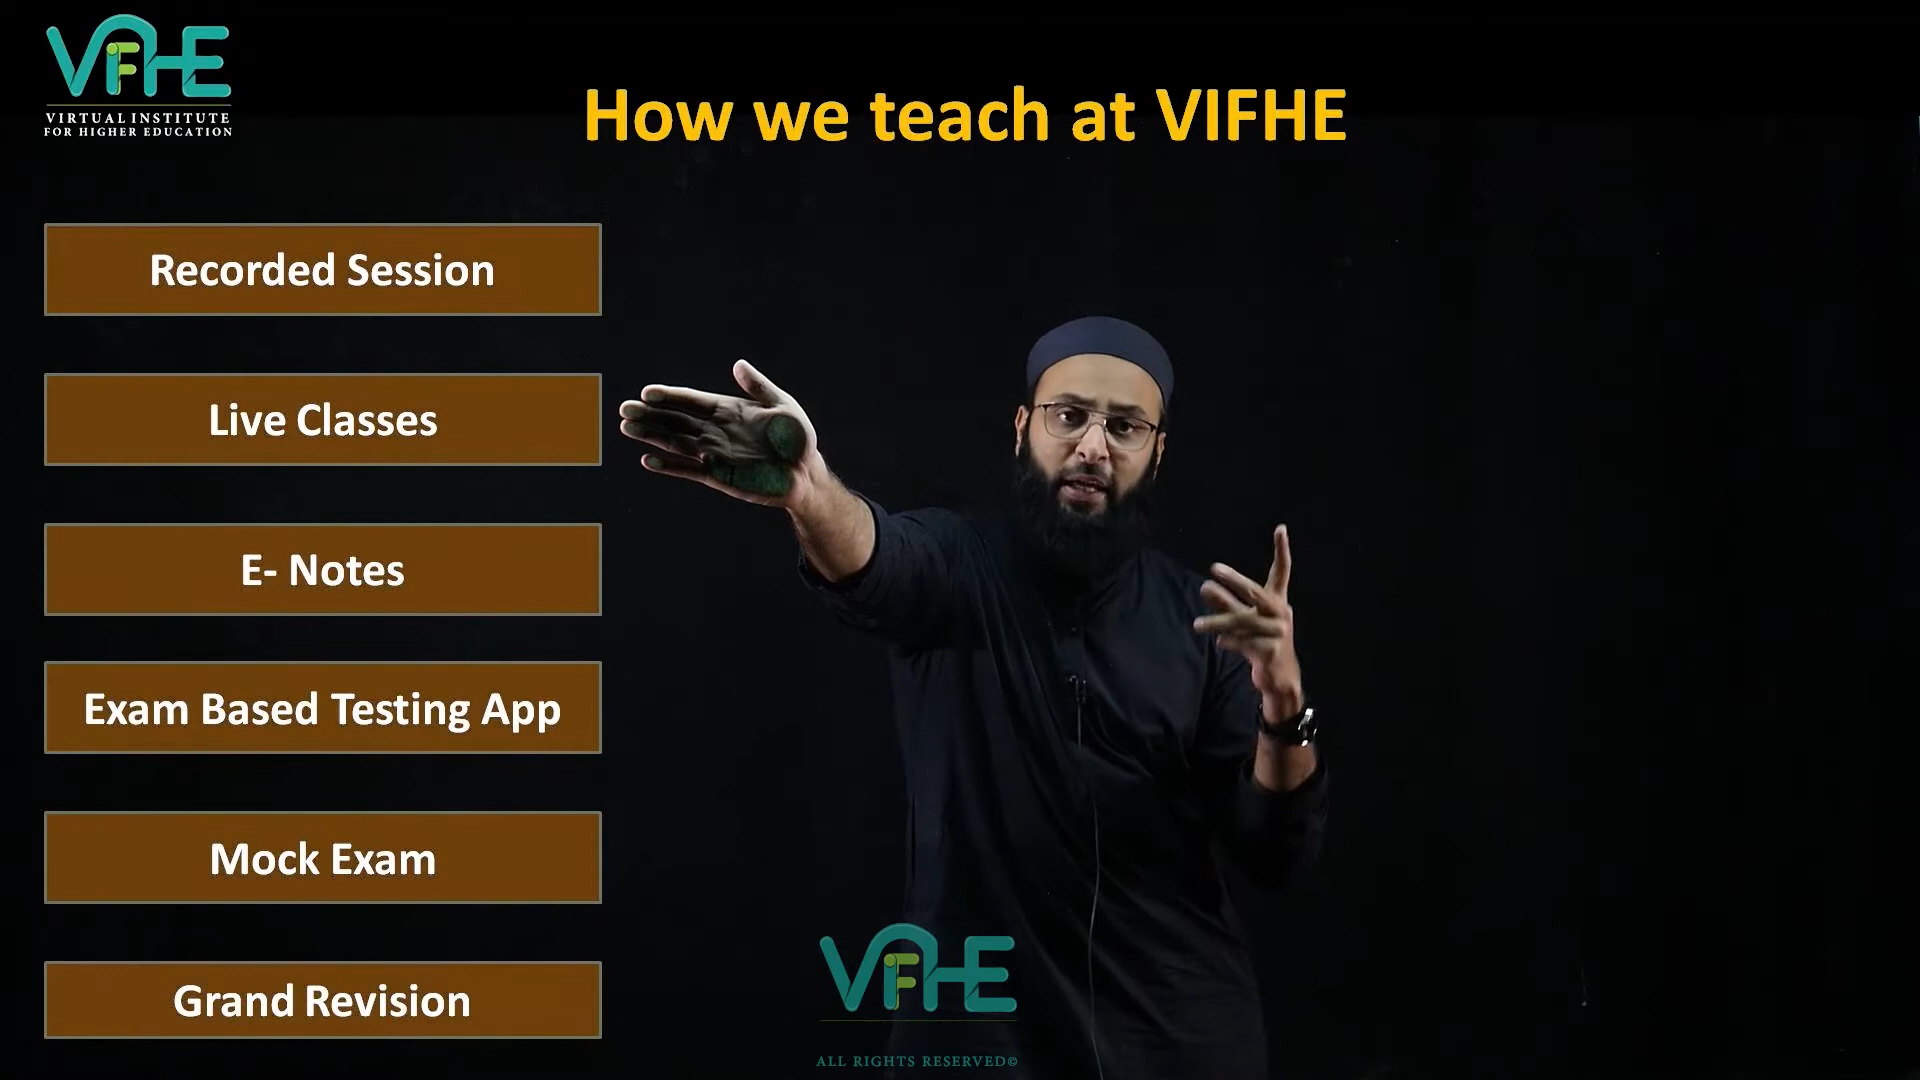 VIFHE
VIRTUAL INSTITUTE
FOR HIGHER EDUCATION
How we teach at VIFHE
Recorded Session
Live Classes
E- Notes
Exam Based Testing App
Mock Exam
Grand Revision
VIFHE
ALL RIGHTS RESERVED©